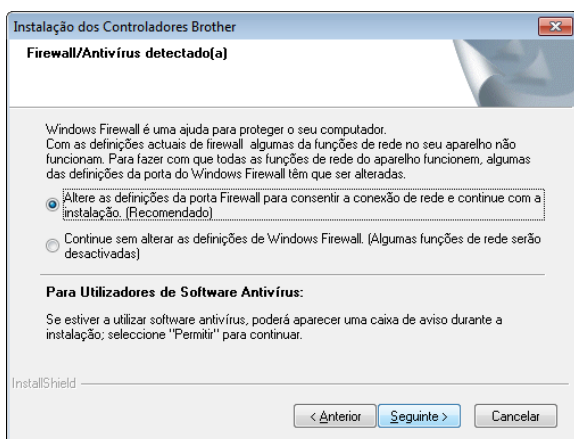 Instalação dos Controladores Brother
Firewall/Antivírus detectado(a)
Windows Firewall é uma ajuda para proteger o seu computador.
Com as definições actuais de firewall algumas da funções de rede no seu aparelho não
funcionam. Para fazer com que todas as funções de rede do aparelho funcionem, algumas
das definições da porta do Windows Firewall têm que ser alteradas.
Altere as definições da porta Firewall para consentir a conexão de rede e continue com a
instalação. (Recomendado)
Continue sem alterar as definições de Windows Firewall. (Algumas funções de rede serão
desactivadas)
Para Utilizadores de Software Antivírus:
Se estiver a utilizar software antivírus, poderá aparecer uma caixa de aviso durante a
instalação; seleccione "Permitir" para continuar.
InstallShield
< Anterior
Seguinte >
Cancelar